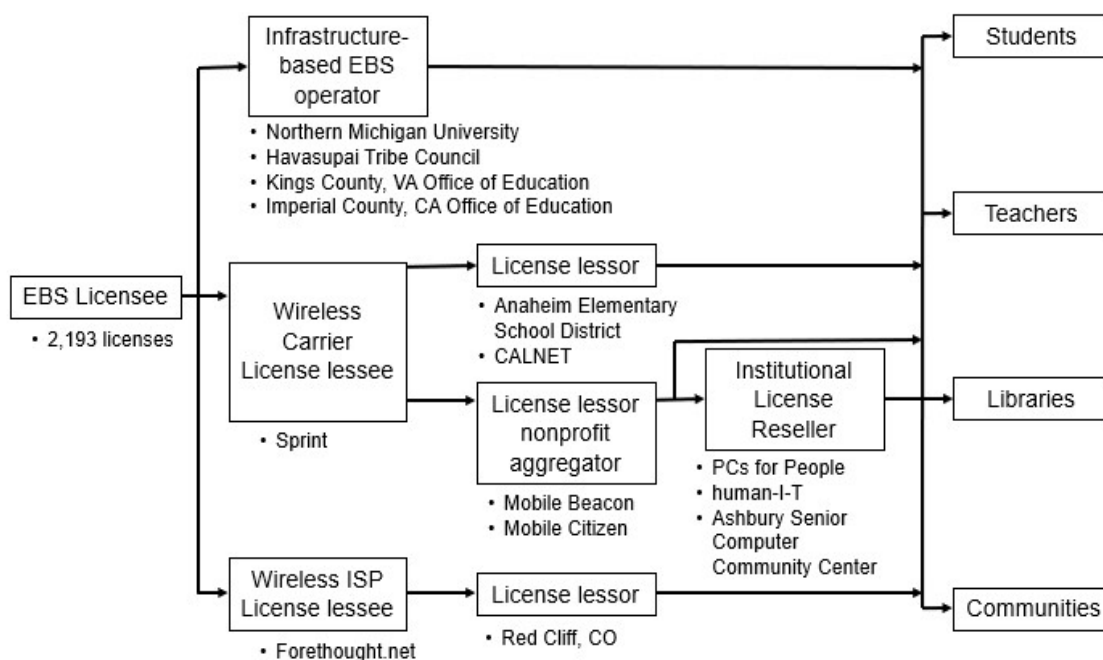 Infrastructure-
based EBS
operator
• Northern Michigan University
• Havasupai Tribe Council
• Kings County, VA Office of Education
• Imperial County, CA Office of Education
Students
Teachers
EBS Licensee
• 2,193 licenses
Wireless
Carrier
License lessee
• Sprint
License lessor
• Anaheim Elementary
School District
• CALNET
License lessor
nonprofit
aggregator
• Mobile Beacon
• Mobile Citizen
Institutional
License
Reseller
• PCs for People
• human-I-T
• Ashbury Senior
Computer
Community Center
Libraries
Wireless ISP
License lessee
• Forethought.net
License lessor
• Red Cliff, CO
Communities